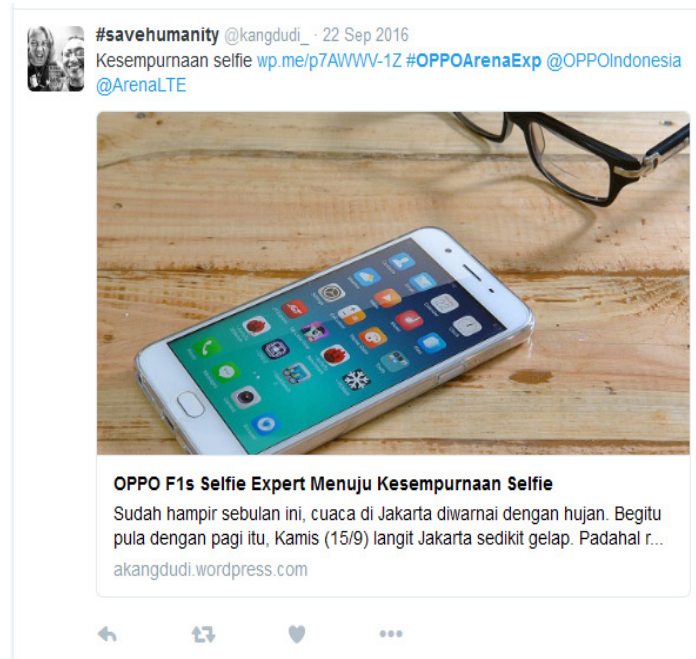 #savehumanity @kangdudi_ · 22 Sep 2016
Kesempurnaan selfie wp.me/p7AWWV-1Z #OPPOArenaExp @OPPOIndonesia
@ArenaLTE
OPPO F1s Selfie Expert Menuju Kesempurnaan Selfie
Sudah hampir sebulan ini, cuaca di Jakarta diwarnai dengan hujan. Begitu
pula dengan pagi itu, Kamis (15/9) langit Jakarta sedikit gelap. Padahal r...
akangdudi.wordpress.com